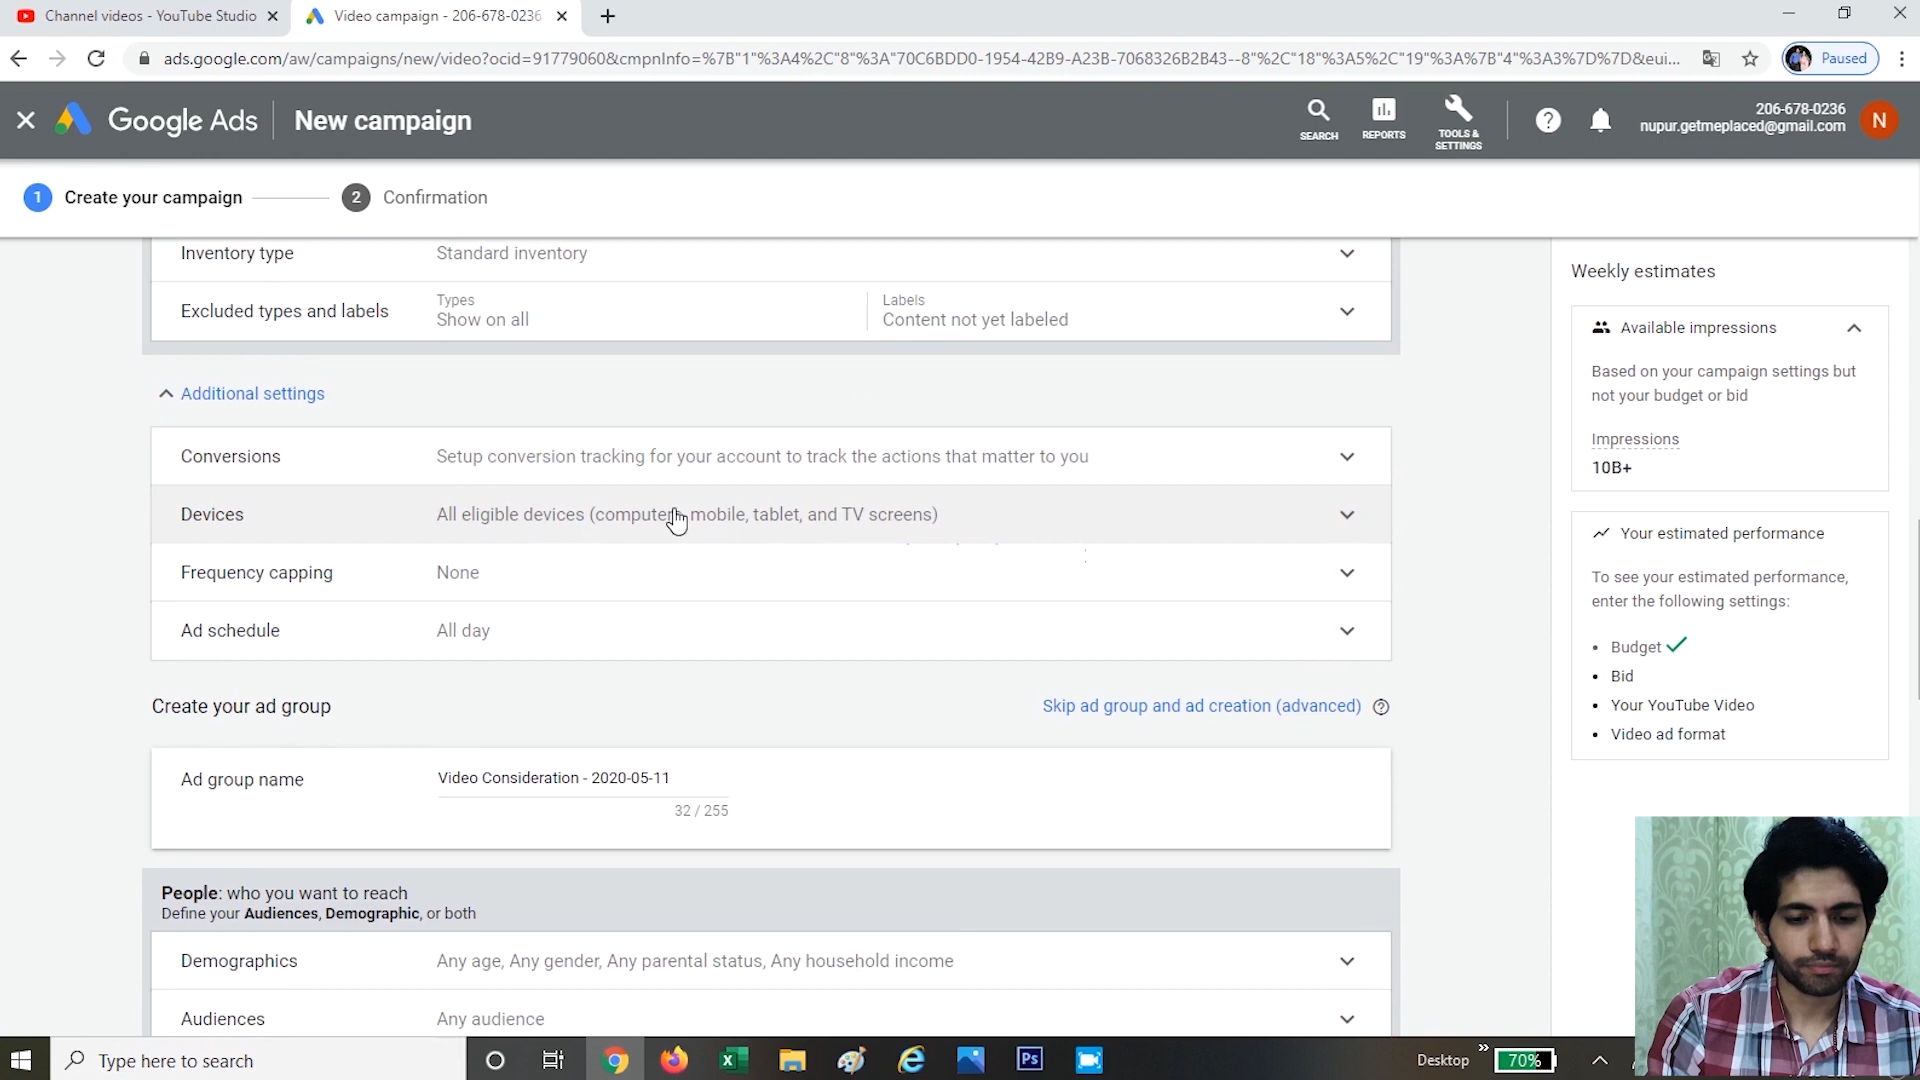 Channel videos - YouTube Studio
Video campaign - 206-678-0236
ads.google.com/aw/campaigns/new/video?ocid=91779060&cmpnInfo=%7B"1"%3A4%2C"8"%3A"70C6BDD0-1954-42B9-A23B-7068326B2B43--8"%2C"18"%3A5%2C"19"%3A%7B"4"%3A3%7D%7D&eui...
Paused
Google Ads
New campaign
SEARCH
REPORTS
TOOLS &
SETTINGS
206-678-0236
nupur.getmeplaced@gmail.com
N
1 Create your campaign
2 Confirmation
Inventory type
Standard inventory
Excluded types and labels
Types
Show on all
Labels
Content not yet labeled
Additional settings
Conversions
Setup conversion tracking for your account to track the actions that matter to you
Devices
All eligible devices (computer, mobile, tablet, and TV screens)
Frequency capping
None
Ad schedule
All day
Create your ad group
Skip ad group and ad creation (advanced)
Ad group name
Video Consideration - 2020-05-11
32 / 255
People: who you want to reach
Define your Audiences, Demographic, or both
Demographics
Any age, Any gender, Any parental status, Any household income
Audiences
Any audience
Weekly estimates
Available impressions
Based on your campaign settings but
not your budget or bid
Impressions
10B+
Your estimated performance
To see your estimated performance,
enter the following settings:
• Budget
• Bid
• Your YouTube Video
• Video ad format
Type here to search
Ps
Desktop
70%